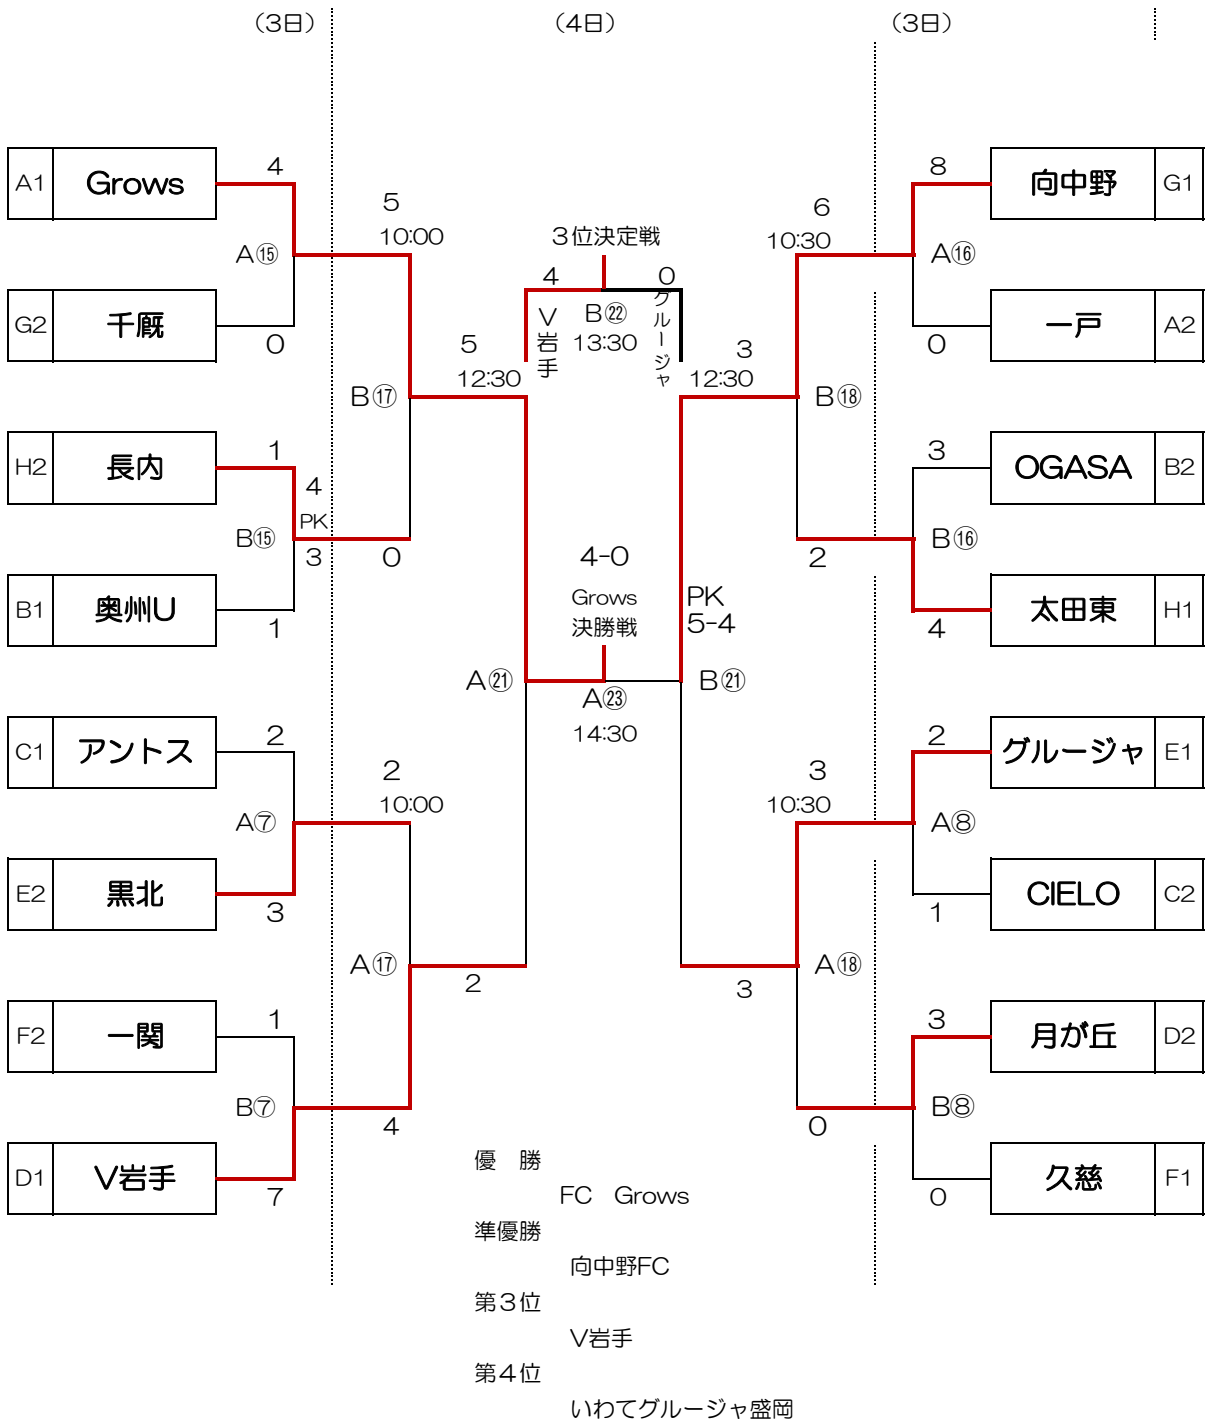 （3日）
（4日）
（3日）
A1 Grows 4
8 向中野 G1
5
10:00
6
10:30
3位決定戦
A⑮
A⑯
4
0
V岩手
グルージャ
B㉒
13:30
G2 千厩
0
一戸 A2
0
5
12:30
3
12:30
B⑰
B⑱
H2 長内 1
3 OGASA B2
4
PK
3
B⑮
B⑯
0
2
4-0
Grows
決勝戦
PK
5-4
B1 奥州U
1
太田東 H1
4
A㉑
B㉑
A㉓
14:30
C1 アントス 2
2 グルージャ E1
2
10:00
3
10:30
A⑦
A⑧
E2 黒北
3
CIELO C2
1
A⑰
A⑱
2
3
F2 一関 1
3 月が丘 D2
B⑦
B⑧
4
0
D1 V岩手
7
久慈 F1
0
優　勝
FC　Grows
準優勝
向中野FC
第３位
V岩手
第４位
いわてグルージャ盛岡